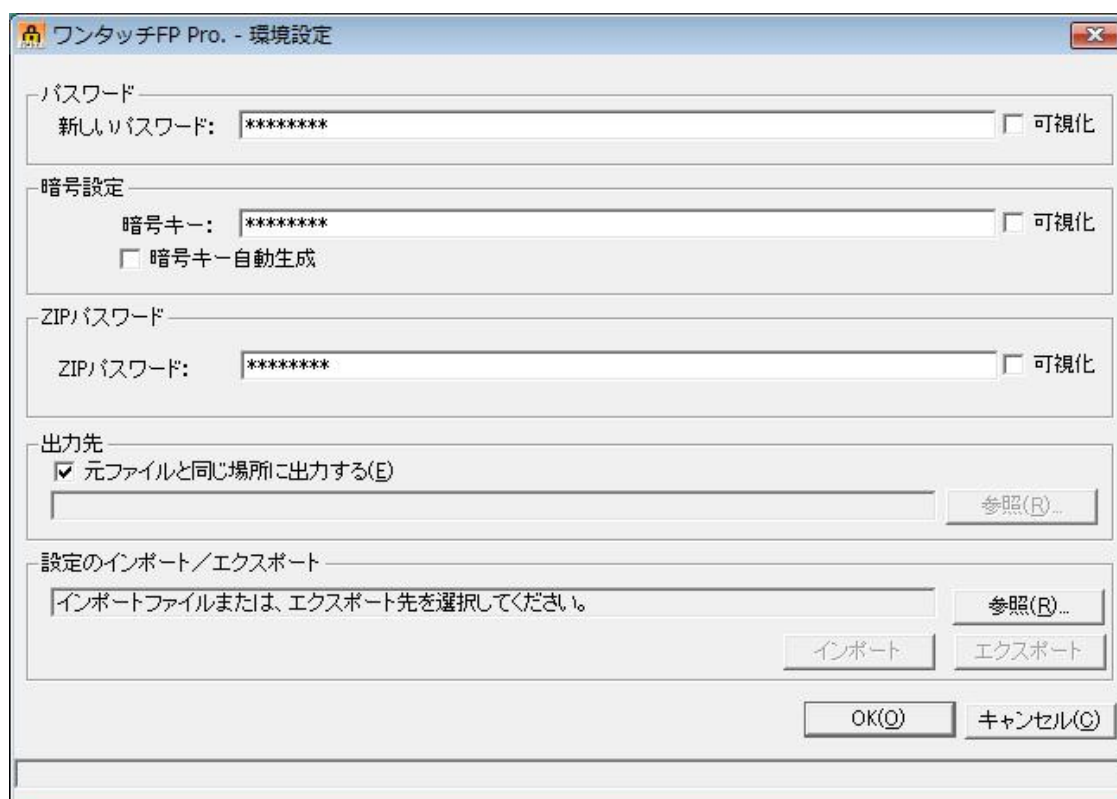 ワンタッチFP Pro. - 環境設定
パスワード
新しいパスワード: ******** 可視化
暗号設定
暗号キー: ******** 可視化
暗号キー自動生成
ZIPパスワード
ZIPパスワード: ******** 可視化
出力先
元ファイルと同じ場所に出力する(E)
参照(R)...
設定のインポート/エクスポート
インポートファイルまたは、エクスポート先を選択してください。 参照(R)...
インポート エクスポート
OK(O) キャンセル(C)